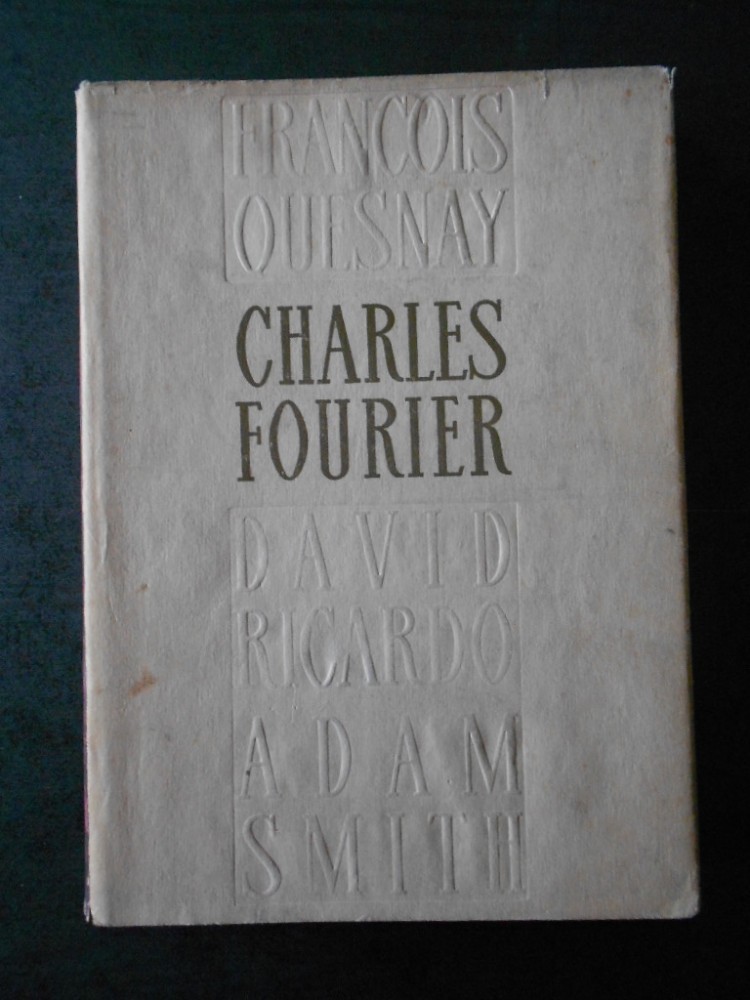 FRANCOIS
QUESNAY
CHARLES
FOURIER
DAVID
RICARDO
ADAM
SMITH